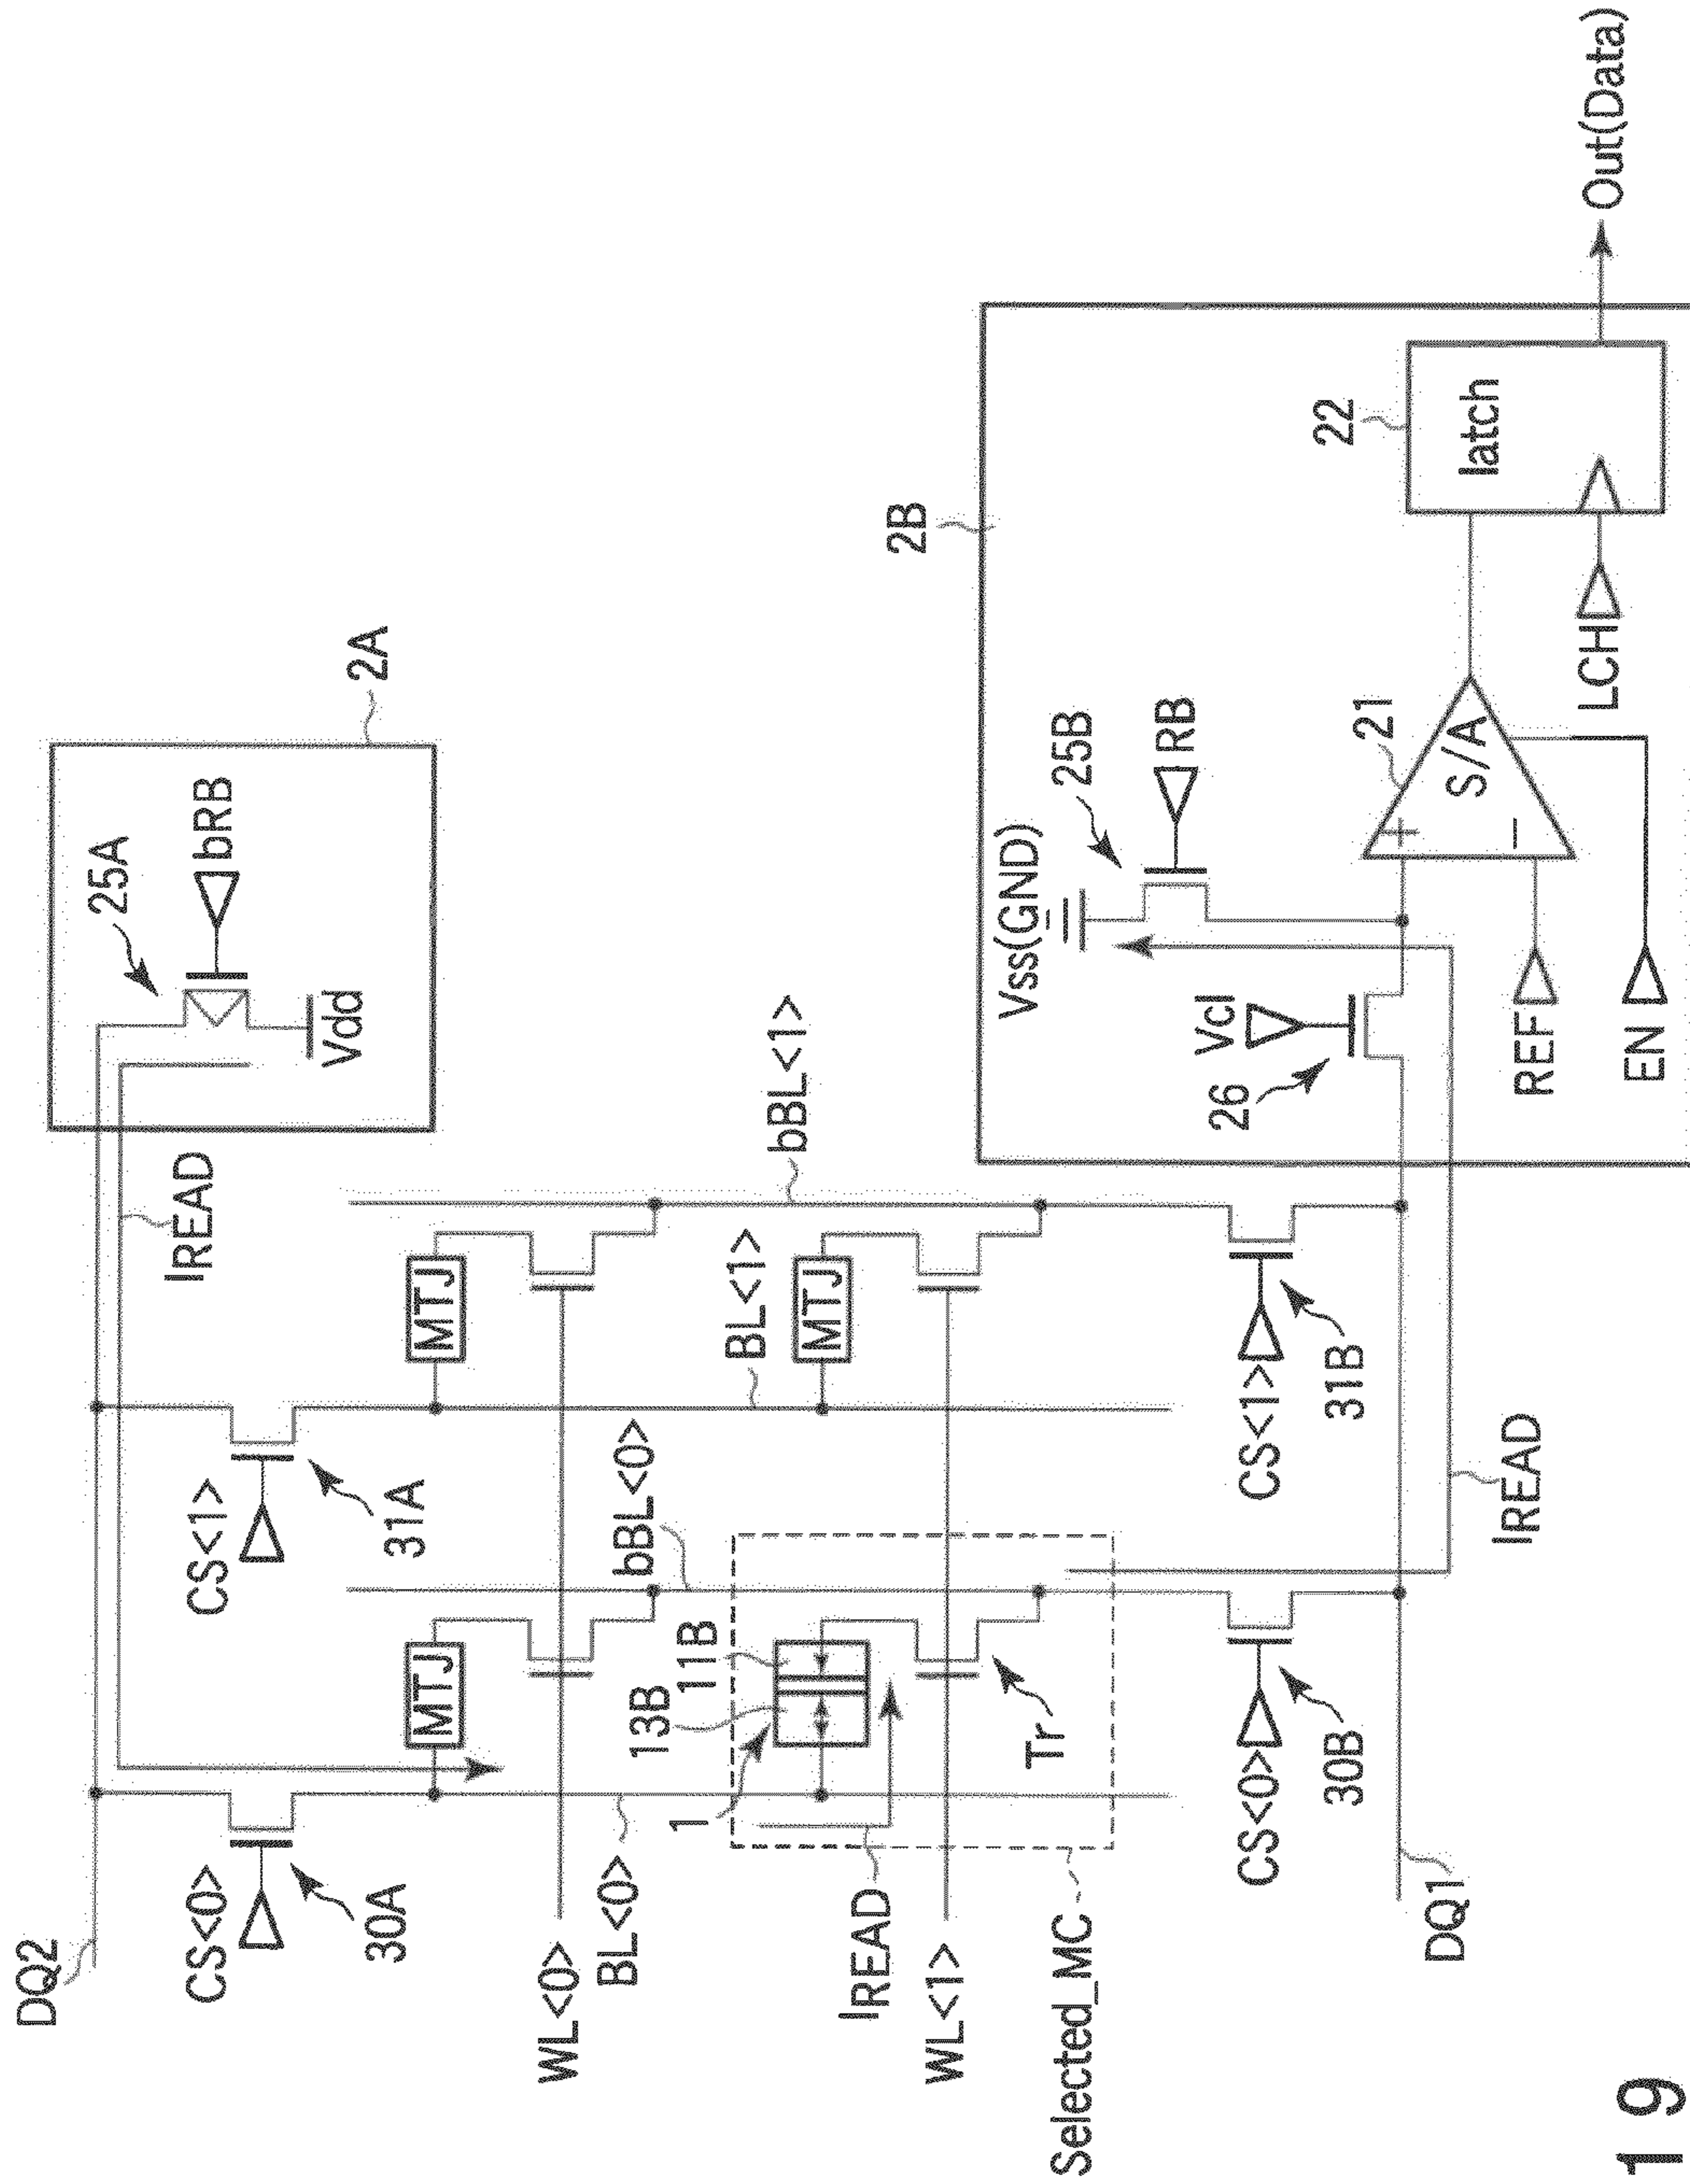 DQ2
IREAD
25A
bRB
Vdd
2A
CS<0>
30A
CS<1>
31A
MTJ
MTJ
WL<0>
BL<0>
bBL<0>
BL<1>
bBL<1>
1
13B
11B
MTJ
IREAD
WL<1>
Tr
Selected_MC
CS<0>
30B
CS<1>
31B
DQ1
IREAD
2B
Vss(GND)
25B
RB
Vcl
26
21
S/A
+
−
REF
EN
22
latch
LCH
Out(Data)
19